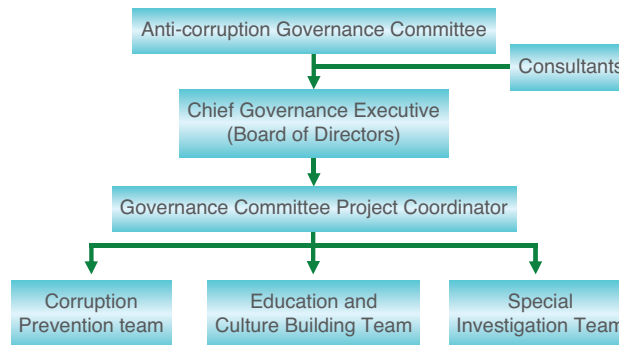 Anti-corruption Governance Committee
Consultants
Chief Governance Executive
(Board of Directors)
Governance Committee Project Coordinator
Corruption
Prevention team
Education and
Culture Building Team
Special
Investigation Team